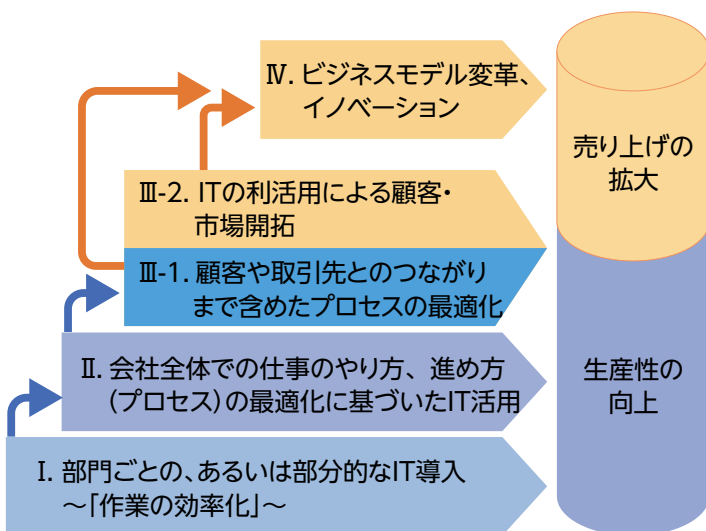 Ⅳ. ビジネスモデル変革、
イノベーション
売り上げの
拡大
Ⅲ-2. ITの利活用による顧客・
市場開拓
Ⅲ-1. 顧客や取引先とのつながり
まで含めたプロセスの最適化
Ⅱ. 会社全体での仕事のやり方、進め方
(プロセス)の最適化に基づいたIT活用
生産性の
向上
Ⅰ. 部門ごとの、あるいは部分的なIT導入
～「作業の効率化」～